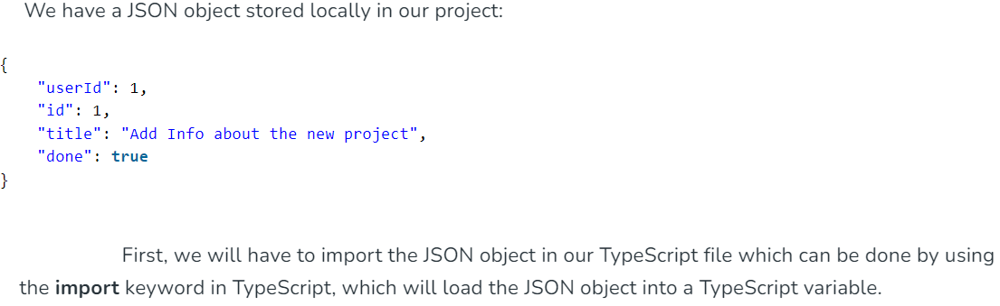 We have a JSON object stored locally in our project:
{
"userId": 1,
"id": 1,
"title": "Add Info about the new project",
"done": true
}
First, we will have to import the JSON object in our TypeScript file which can be done by using
the import keyword in TypeScript, which will load the JSON object into a TypeScript variable.